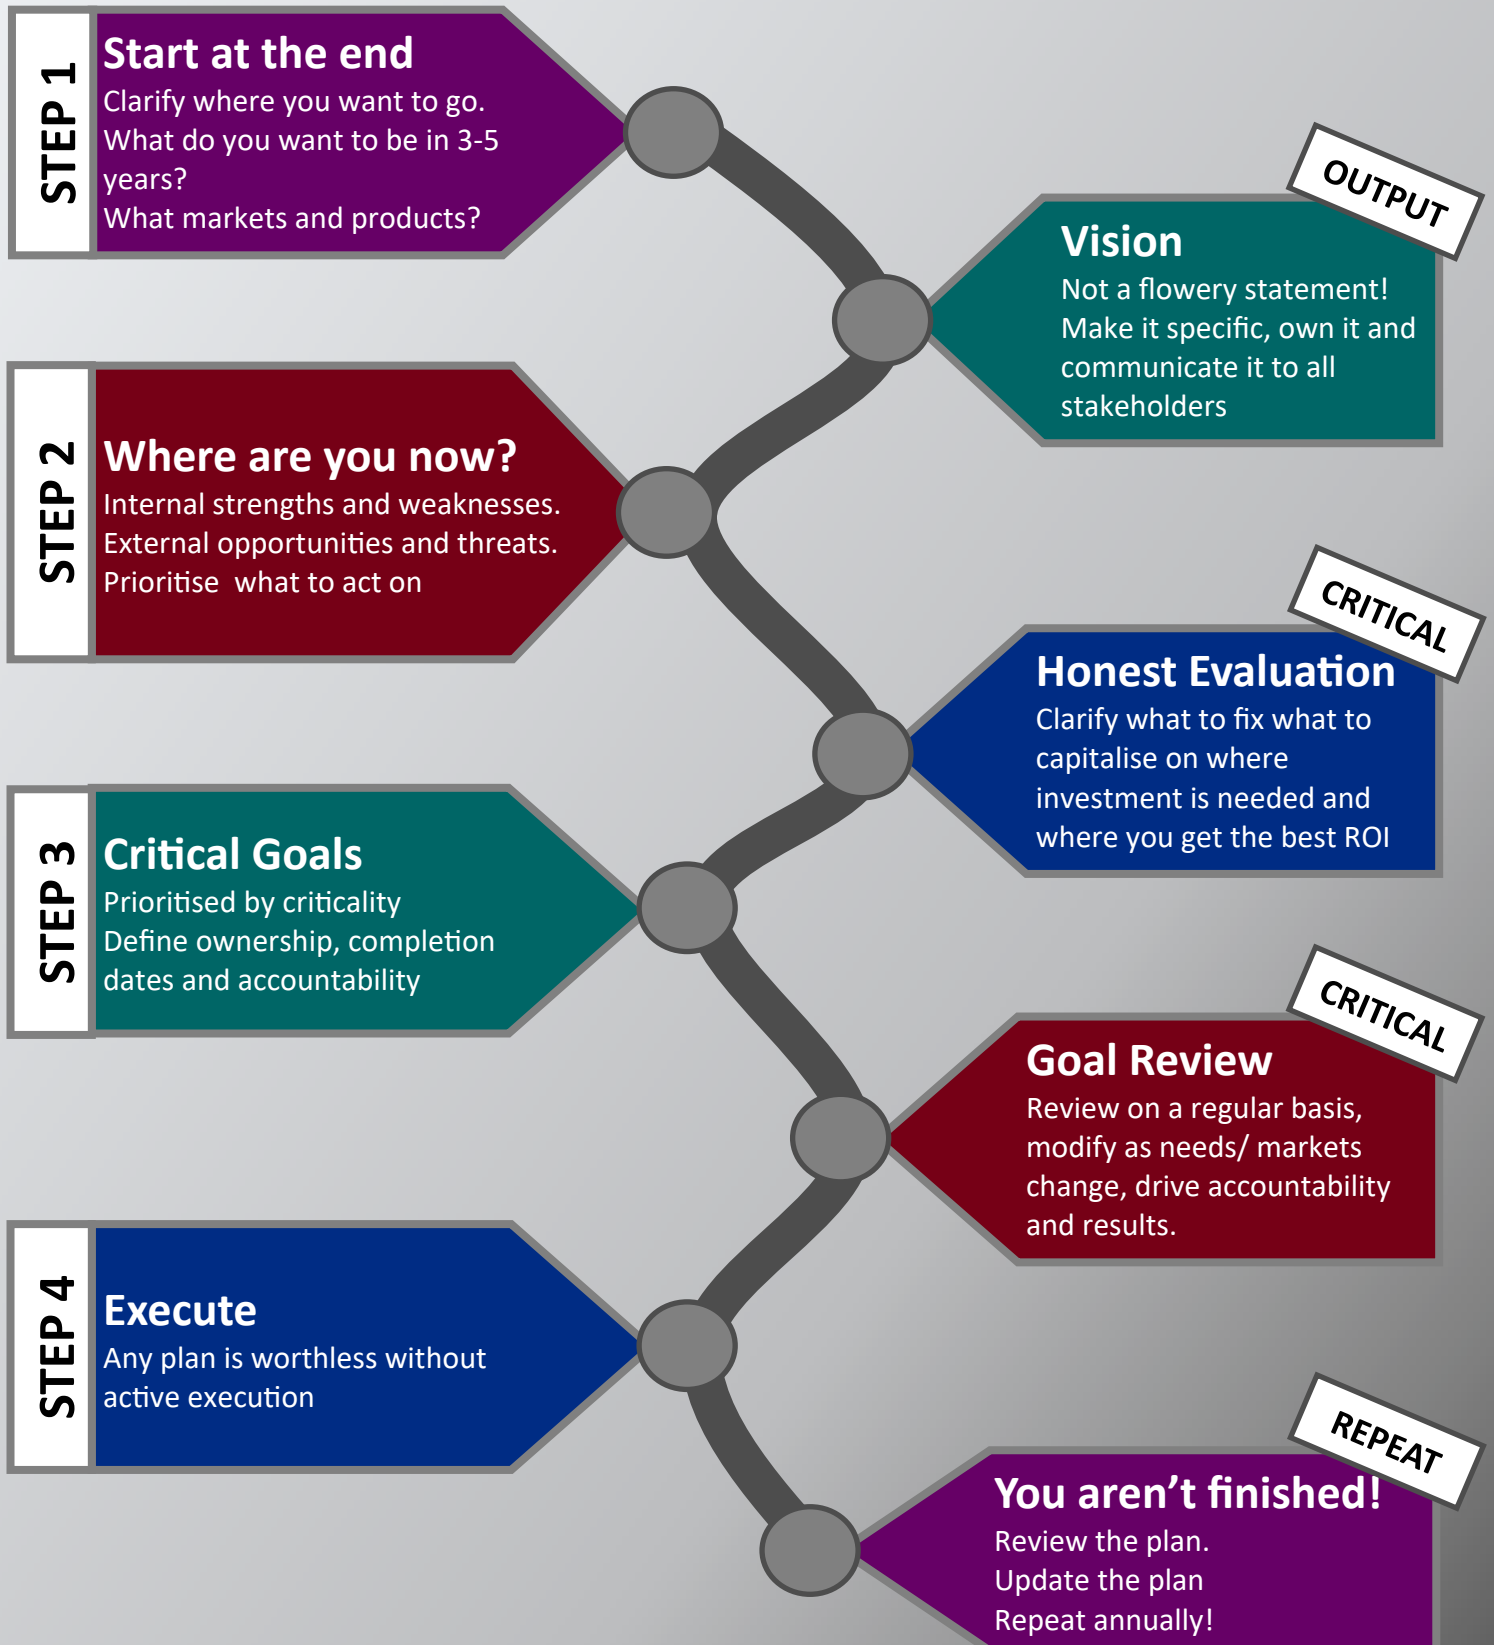 STEP 1
Start at the end
Clarify where you want to go.
What do you want to be in 3-5
years?
What markets and products?
OUTPUT
Vision
Not a flowery statement!
Make it specific, own it and
communicate it to all
stakeholders
STEP 2
Where are you now?
Internal strengths and weaknesses.
External opportunities and threats.
Prioritise  what to act on
CRITICAL
Honest Evaluation
Clarify what to fix what to
capitalise on where
investment is needed and
where you get the best ROI
STEP 3
Critical Goals
Prioritised by criticality
Define ownership, completion
dates and accountability
CRITICAL
Goal Review
Review on a regular basis,
modify as needs/ markets
change, drive accountability
and results.
STEP 4
Execute
Any plan is worthless without
active execution
REPEAT
You aren’t finished!
Review the plan.
Update the plan
Repeat annually!